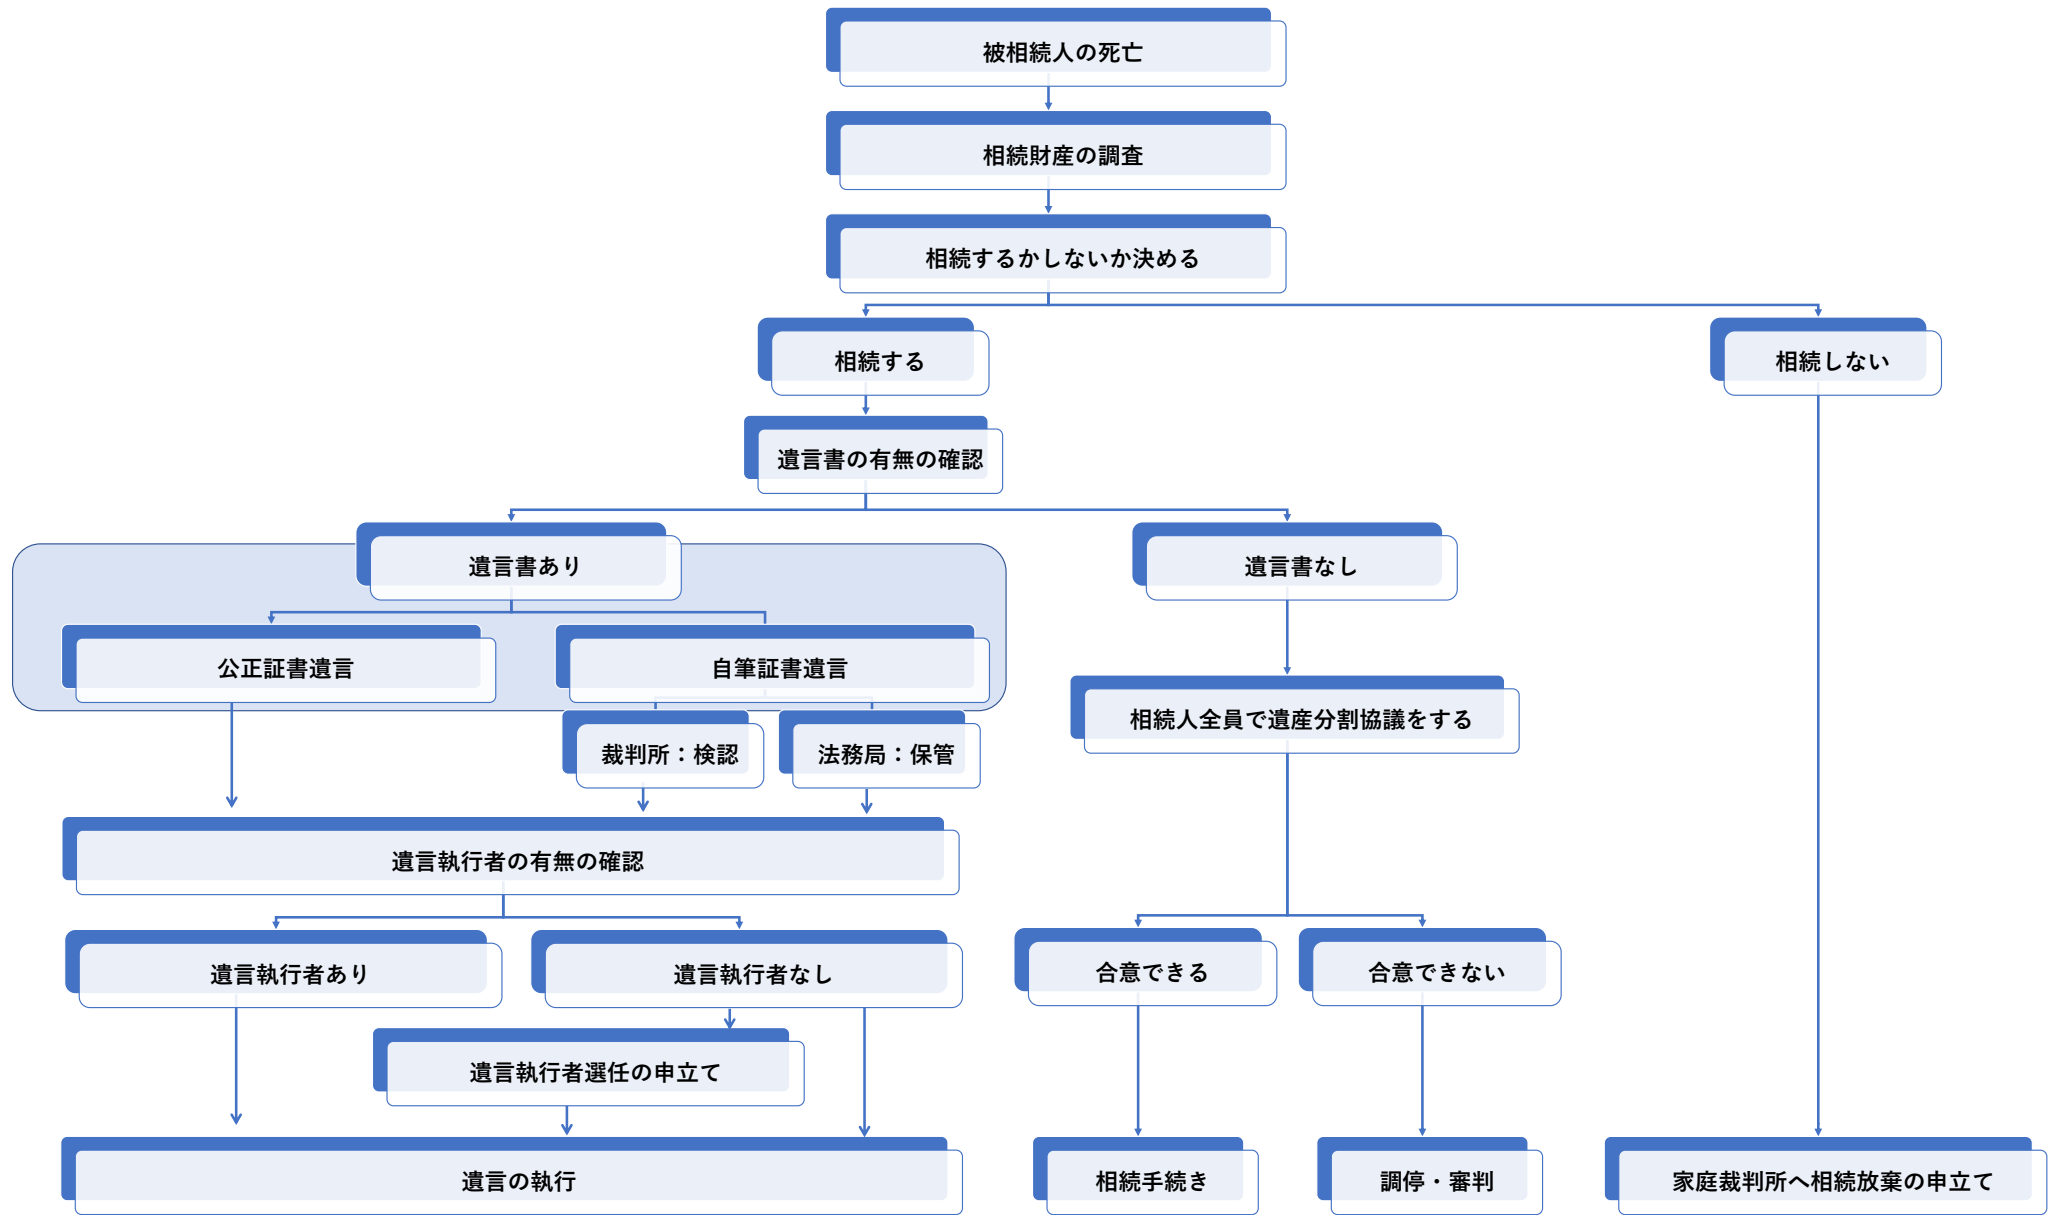 被相続人の死亡
相続財産の調査
相続するかしないか決める
相続する
相続しない
遺言書の有無の確認
遺言書あり
遺言書なし
公正証書遺言
自筆証書遺言
相続人全員で遺産分割協議をする
裁判所：検認
法務局：保管
遺言執行者の有無の確認
遺言執行者あり
遺言執行者なし
合意できる
合意できない
遺言執行者選任の申立て
遺言の執行
相続手続き
調停・審判
家庭裁判所へ相続放棄の申立て